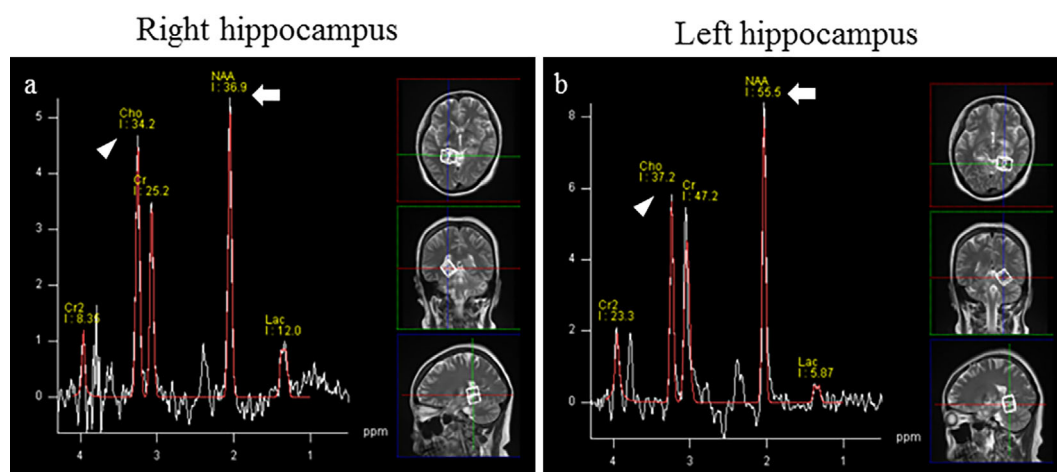 Right hippocampus
Left hippocampus
a
NAA
I : 36.9
Cho
I : 34.2
Cr
I : 25.2
Cr2
I : 8.36
Lac
I : 12.0
5
4
3
2
1
0
4 3 2 1
ppm
b
NAA
I : 55.5
Cho
I : 37.2
Cr
I : 47.2
Cr2
I : 23.3
Lac
I : 5.87
8
6
4
2
0
4 3 2 1
ppm